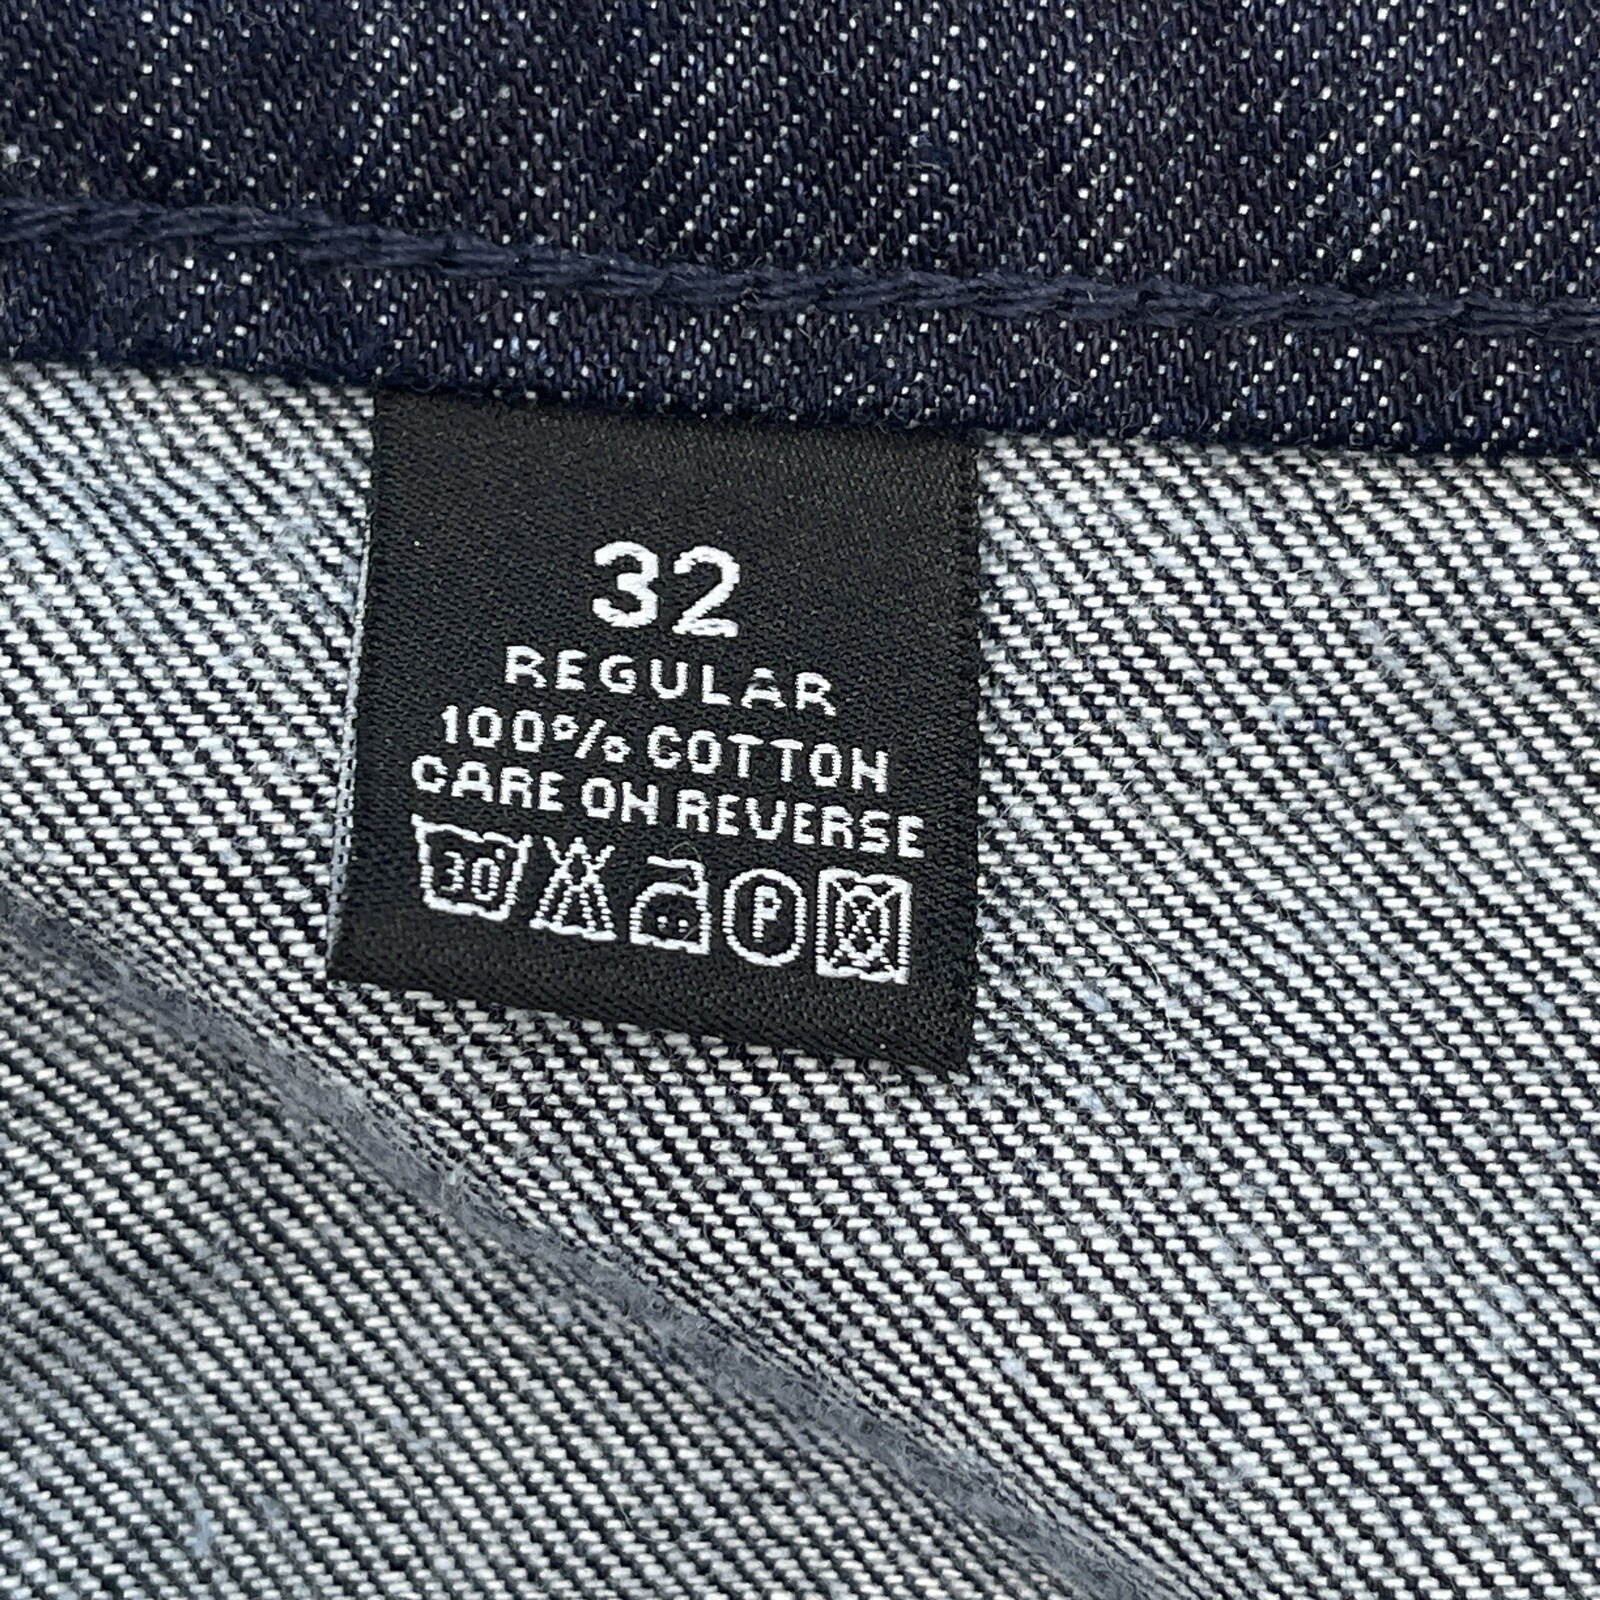 32
REGULAR
100% COTTON
CARE ON REVERSE
30 P